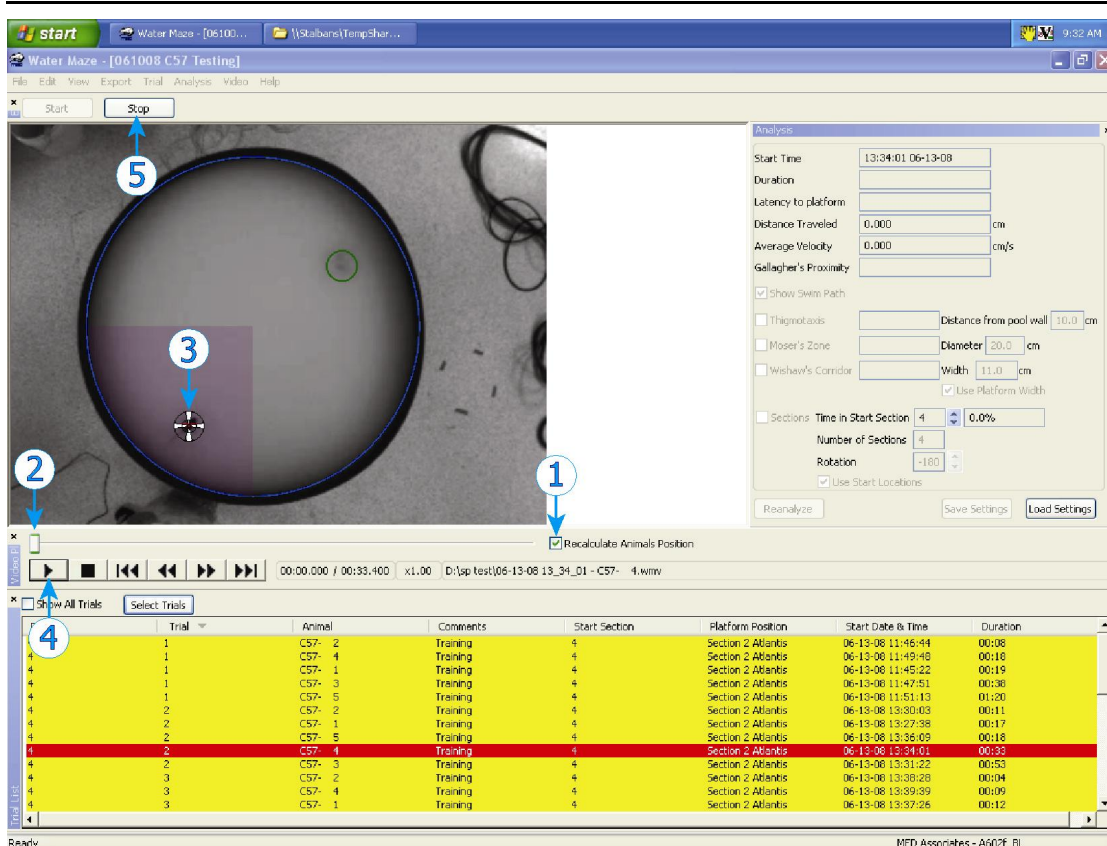 start Water Maze - [06100... \\Stalbans\TempShar... 9:32 AM
Water Maze - [061008 C57 Testing]
File Edit View Export Trial Analysis Video Help
Start Stop
5
3
2
1
Analysis
Start Time 13:34:01 06-13-08
Duration
Latency to platform
Distance Traveled 0.000 cm
Average Velocity 0.000 cm/s
Gallagher's Proximity
Show Swim Path
Thigmotaxis Distance from pool wall 10.0 cm
Moser's Zone Diameter 20.0 cm
Wishaw's Corridor Width 11.0 cm
Use Platform Width
Sections Time in Start Section 4 0.0%
Number of Sections 4
Rotation -180
Use Start Locations
Reanalyze Save Settings Load Settings
Recalculate Animals Position
00:00.000 / 00:33.400 x1.00 D:\sp test\06-13-08 13_34_01 - C57- 4.wmv
4
Show All Trials Select Trials
Trial Animal Comments Start Section Platform Position Start Date & Time Duration
1 C57- 2 Training 4 Section 2 Atlantis 06-13-08 11:46:44 00:08
4 1 C57- 4 Training 4 Section 2 Atlantis 06-13-08 11:49:48 00:18
4 1 C57- 1 Training 4 Section 2 Atlantis 06-13-08 11:45:22 00:19
4 1 C57- 3 Training 4 Section 2 Atlantis 06-13-08 11:47:51 00:38
4 1 C57- 5 Training 4 Section 2 Atlantis 06-13-08 11:51:13 01:20
4 2 C57- 2 Training 4 Section 2 Atlantis 06-13-08 13:30:03 00:11
4 2 C57- 1 Training 4 Section 2 Atlantis 06-13-08 13:27:38 00:17
4 2 C57- 5 Training 4 Section 2 Atlantis 06-13-08 13:36:09 00:18
4 2 C57- 4 Training 4 Section 2 Atlantis 06-13-08 13:34:01 00:33
4 2 C57- 3 Training 4 Section 2 Atlantis 06-13-08 13:31:22 00:53
4 3 C57- 2 Training 4 Section 2 Atlantis 06-13-08 13:38:28 00:04
4 3 C57- 4 Training 4 Section 2 Atlantis 06-13-08 13:39:39 00:09
4 3 C57- 1 Training 4 Section 2 Atlantis 06-13-08 13:37:26 00:12
Trial List
Ready MED Associates - A602f_BL